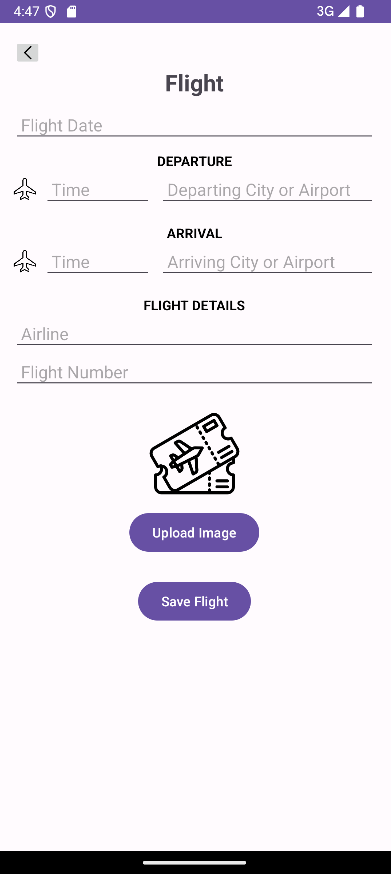 4:47 3G
Flight
Flight Date
DEPARTURE
Time Departing City or Airport
ARRIVAL
Time Arriving City or Airport
FLIGHT DETAILS
Airline
Flight Number
Upload Image
Save Flight